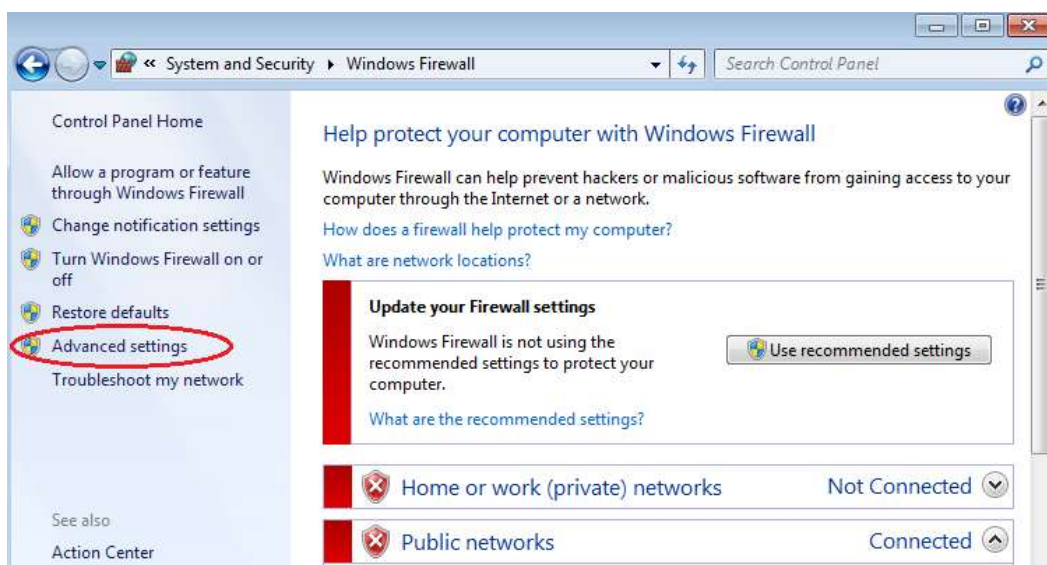 « System and Security ▸ Windows Firewall
Search Control Panel
Control Panel Home
Allow a program or feature
through Windows Firewall
Change notification settings
Turn Windows Firewall on or
off
Restore defaults
Advanced settings
Troubleshoot my network
See also
Action Center
Help protect your computer with Windows Firewall
Windows Firewall can help prevent hackers or malicious software from gaining access to your
computer through the Internet or a network.
How does a firewall help protect my computer?
What are network locations?
Update your Firewall settings
Windows Firewall is not using the
recommended settings to protect your
computer.
Use recommended settings
What are the recommended settings?
Home or work (private) networks Not Connected
Public networks Connected